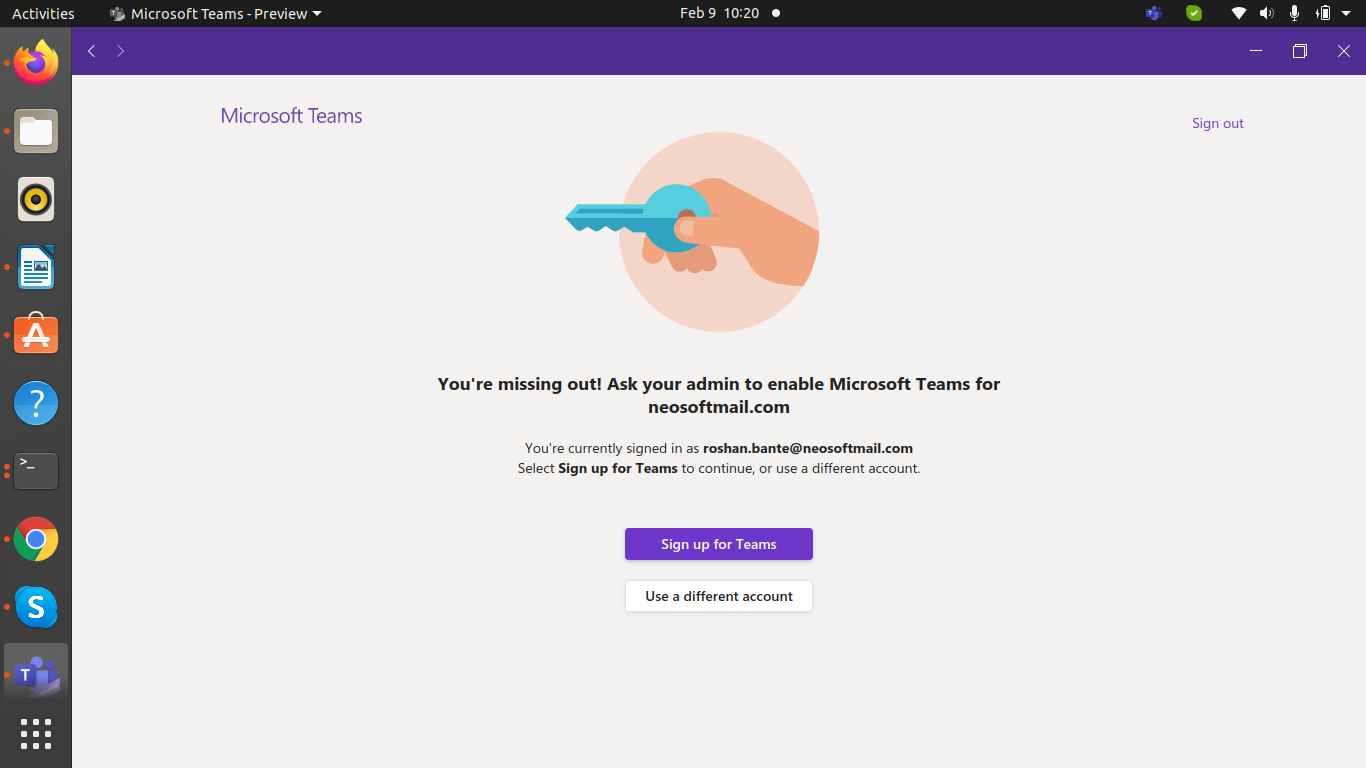 Activities
Microsoft Teams - Preview
Feb 9 10:20
Microsoft Teams
Sign out
You're missing out! Ask your admin to enable Microsoft Teams for
neosoftmail.com
You're currently signed in as roshan.bante@neosoftmail.com
Select Sign up for Teams to continue, or use a different account.
Sign up for Teams
Use a different account